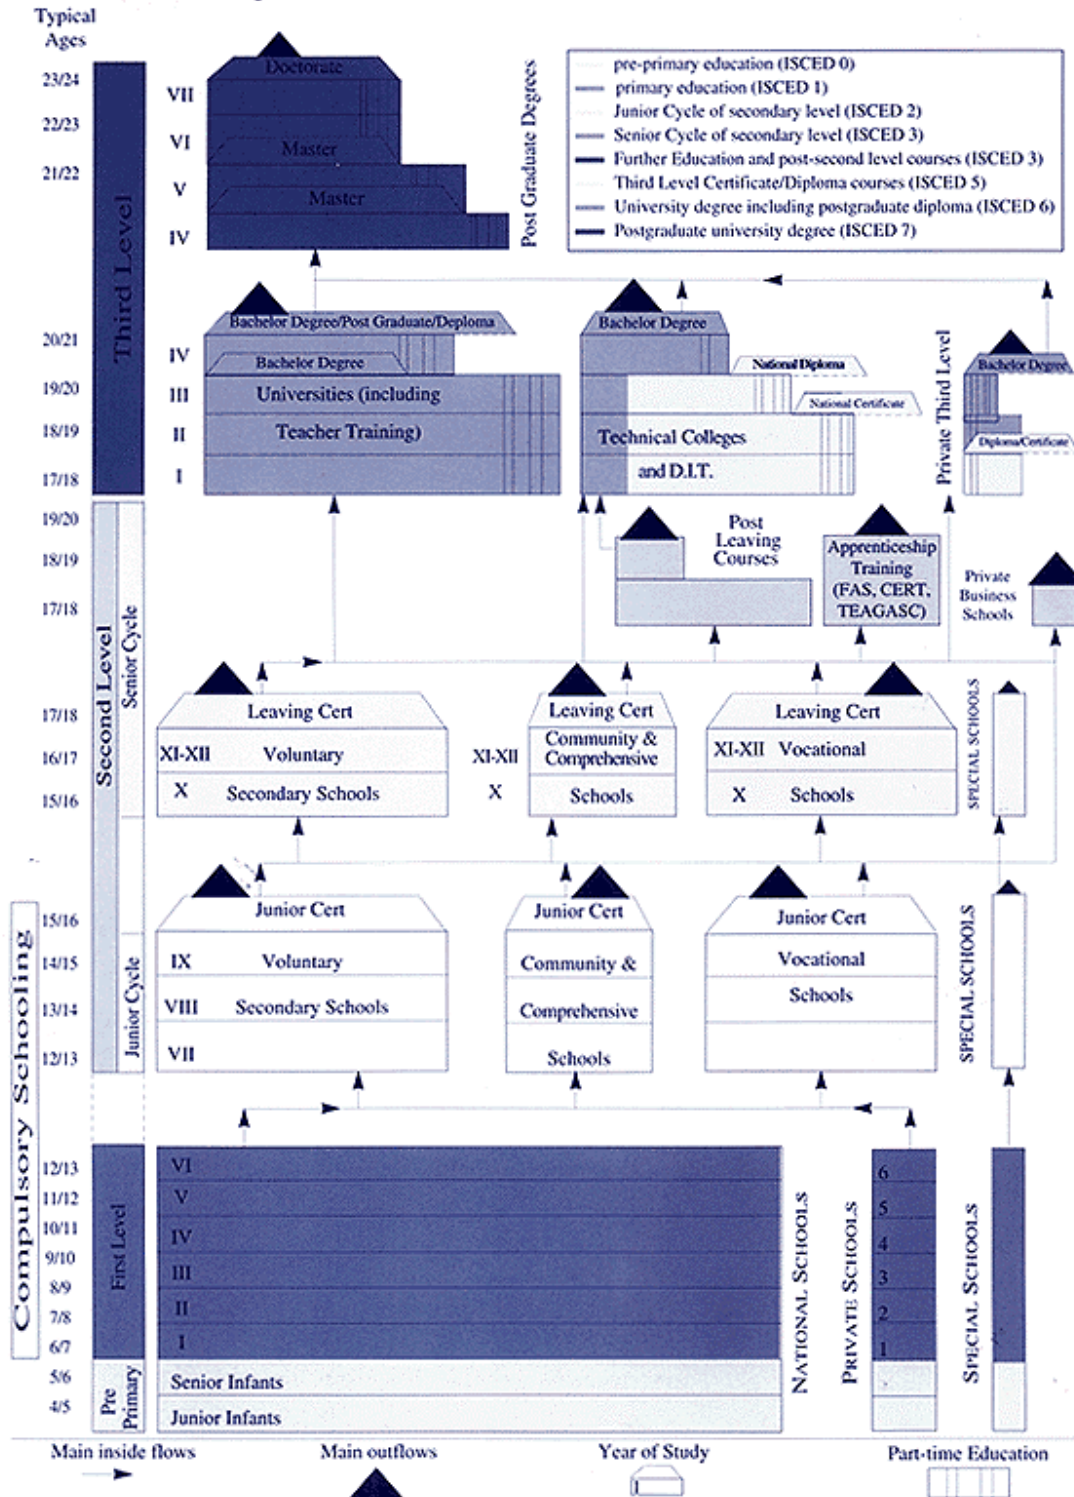 Typical
Ages
23/24
22/23
21/22
20/21
19/20
18/19
17/18
19/20
18/19
17/18
17/18
16/17
15/16
15/16
14/15
13/14
12/13
12/13
11/12
10/11
9/10
8/9
7/8
6/7
5/6
4/5
Third Level
Second Level
Senior Cycle
Junior Cycle
Compulsory Schooling
First Level
Pre
Primary
Doctorate
VII
VI
Master
V
Master
IV
Post Graduate Degrees
pre-primary education (ISCED 0)
primary education (ISCED 1)
Junior Cycle of secondary level (ISCED 2)
Senior Cycle of secondary level (ISCED 3)
Further Education and post-second level courses (ISCED 3)
Third Level Certificate/Diploma courses (ISCED 5)
University degree including postgraduate diploma (ISCED 6)
Postgraduate university degree (ISCED 7)
Bachelor Degree/Post Graduate/Deploma
IV
Bachelor Degree
III
Universities (including
II
Teacher Training)
I
Bachelor Degree
National Diploma
National Certificate
Technical Colleges
and D.I.T.
Private Third Level
Bachelor Degree
Diploma/Certificate
Post
Leaving
Courses
Apprenticeship
Training
(FAS, CERT,
TEAGASC)
Private
Business
Schools
Leaving Cert
XI-XII Voluntary
X Secondary Schools
Leaving Cert
XI-XII
Community &
Comprehensive
X Schools
Leaving Cert
XI-XII Vocational
X Schools
SPECIAL SCHOOLS
Junior Cert
IX Voluntary
VIII Secondary Schools
VII
Junior Cert
Community &
Comprehensive
Schools
Junior Cert
Vocational
Schools
SPECIAL SCHOOLS
VI
V
IV
III
II
I
Senior Infants
Junior Infants
NATIONAL SCHOOLS
PRIVATE SCHOOLS
6
5
4
3
2
1
SPECIAL SCHOOLS
Main inside flows
Main outflows
Year of Study
Part-time Education